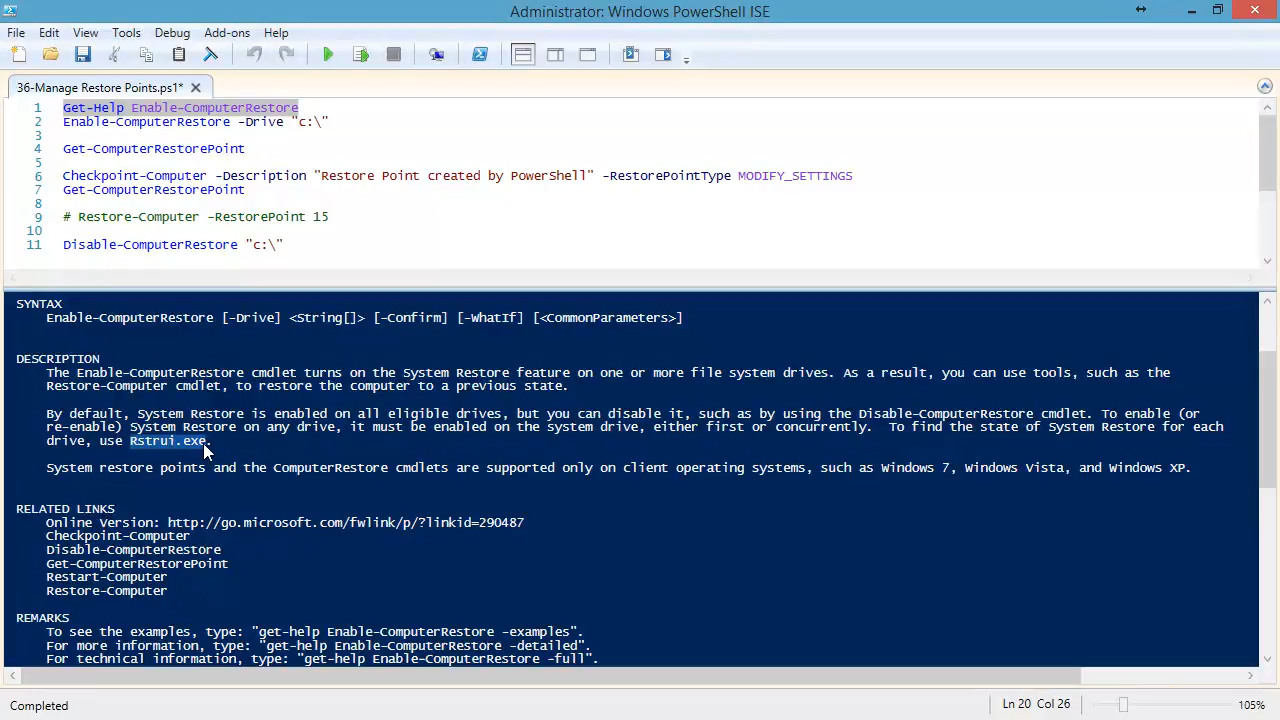 Administrator: Windows PowerShell ISE
File Edit View Tools Debug Add-ons Help
36-Manage Restore Points.ps1*
1 Get-Help Enable-ComputerRestore
2 Enable-ComputerRestore -Drive "c:\"
3
4 Get-ComputerRestorePoint
5
6 Checkpoint-Computer -Description "Restore Point created by PowerShell" -RestorePointType MODIFY_SETTINGS
7 Get-ComputerRestorePoint
8
9 # Restore-Computer -RestorePoint 15
10
11 Disable-ComputerRestore "c:\"
SYNTAX
Enable-ComputerRestore [-Drive] <String[]> [-Confirm] [-WhatIf] [<CommonParameters>]
DESCRIPTION
The Enable-ComputerRestore cmdlet turns on the System Restore feature on one or more file system drives. As a result, you can use tools, such as the
Restore-Computer cmdlet, to restore the computer to a previous state.
By default, System Restore is enabled on all eligible drives, but you can disable it, such as by using the Disable-ComputerRestore cmdlet. To enable (or
re-enable) System Restore on any drive, it must be enabled on the system drive, either first or concurrently.  To find the state of System Restore for each
drive, use Rstrui.exe.
System restore points and the ComputerRestore cmdlets are supported only on client operating systems, such as Windows 7, Windows Vista, and Windows XP.
RELATED LINKS
Online Version: http://go.microsoft.com/fwlink/p/?linkid=290487
Checkpoint-Computer
Disable-ComputerRestore
Get-ComputerRestorePoint
Restart-Computer
Restore-Computer
REMARKS
To see the examples, type: "get-help Enable-ComputerRestore -examples".
For more information, type: "get-help Enable-ComputerRestore -detailed".
For technical information, type: "get-help Enable-ComputerRestore -full".
Completed
Ln 20 Col 26
105%